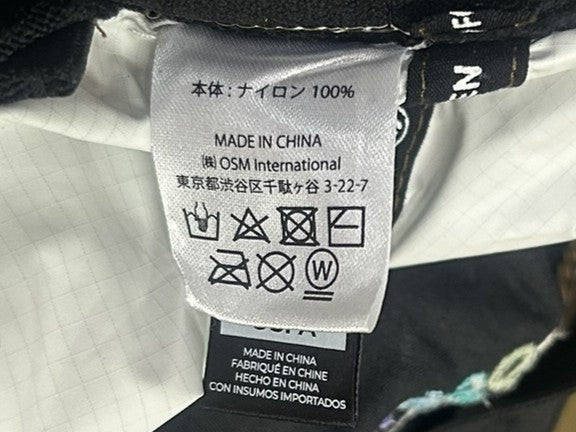 本体：ナイロン 100%
MADE IN CHINA
㈱ OSM International
東京都渋谷区千駄ヶ谷 3-22-7
W
MADE IN CHINA
FABRIQUÉ EN CHINE
HECHO EN CHINA
CON INSUMOS IMPORTADOS